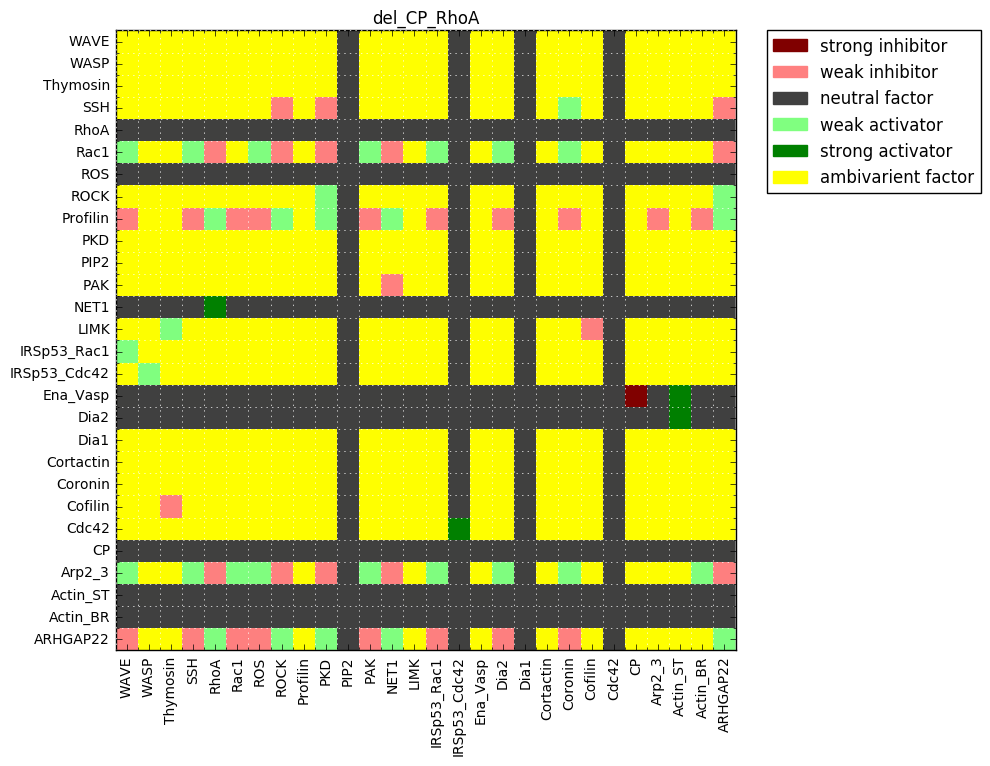 del_CP_RhoA
WAVE
WASP
Thymosin
SSH
RhoA
Rac1
ROS
ROCK
Profilin
PKD
PIP2
PAK
NET1
LIMK
IRSp53_Rac1
IRSp53_Cdc42
Ena_Vasp
Dia2
Dia1
Cortactin
Coronin
Cofilin
Cdc42
CP
Arp2_3
Actin_ST
Actin_BR
ARHGAP22
WAVE
WASP
Thymosin
SSH
RhoA
Rac1
ROS
ROCK
Profilin
PKD
PIP2
PAK
NET1
LIMK
IRSp53_Rac1
IRSp53_Cdc42
Ena_Vasp
Dia2
Dia1
Cortactin
Coronin
Cofilin
Cdc42
CP
Arp2_3
Actin_ST
Actin_BR
ARHGAP22
strong inhibitor
weak inhibitor
neutral factor
weak activator
strong activator
ambivarient factor